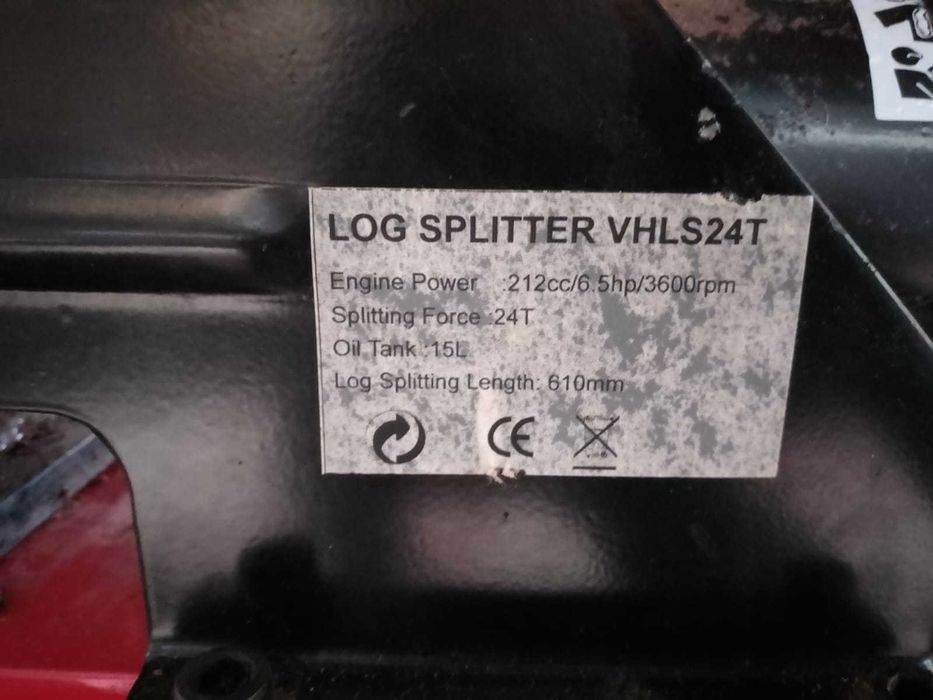 LOG SPLITTER VHLS24T
Engine Power :212cc/6.5hp/3600rpm
Splitting Force :24T
Oil Tank :15L
Log Splitting Length: 610mm
CE